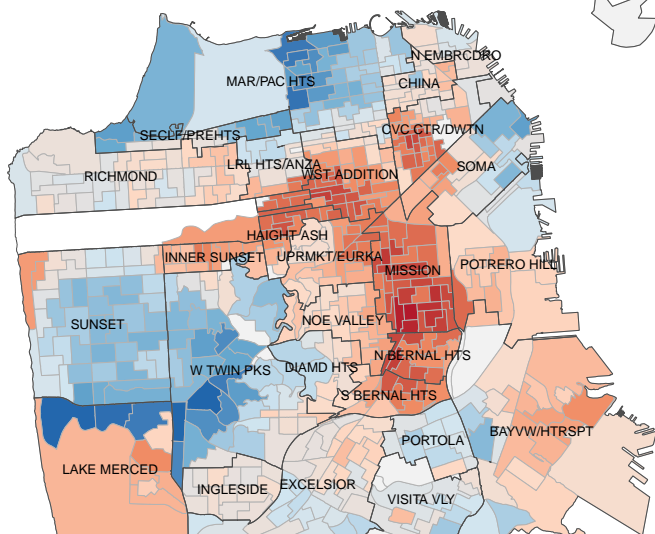 N EMBRCDRO
MAR/PAC HTS
CHINA
CVC CTR/DWTN
SECLF/PREHTS
LRL HTS/ANZA
SOMA
RICHMOND
WST ADDITION
HAIGHT ASH
INNER SUNSET
UPRMKT/EURKA
POTRERO HILL
MISSION
SUNSET
NOE VALLEY
N BERNAL HTS
W TWIN PKS
DIAMD HTS
S BERNAL HTS
BAYVW/HTRSPT
PORTOLA
LAKE MERCED
INGLESIDE
EXCELSIOR
VISITA VLY